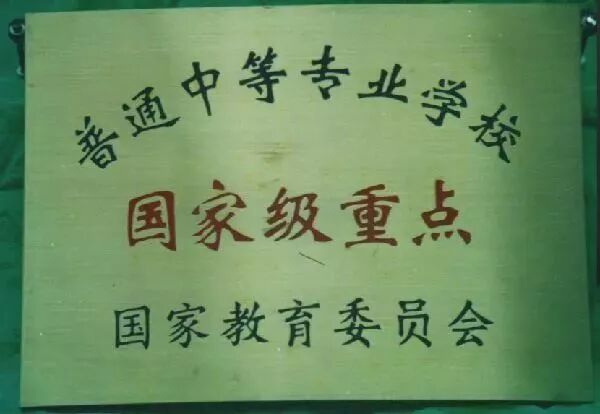 普通中等专业学校
国家级重点
国家教育委员会